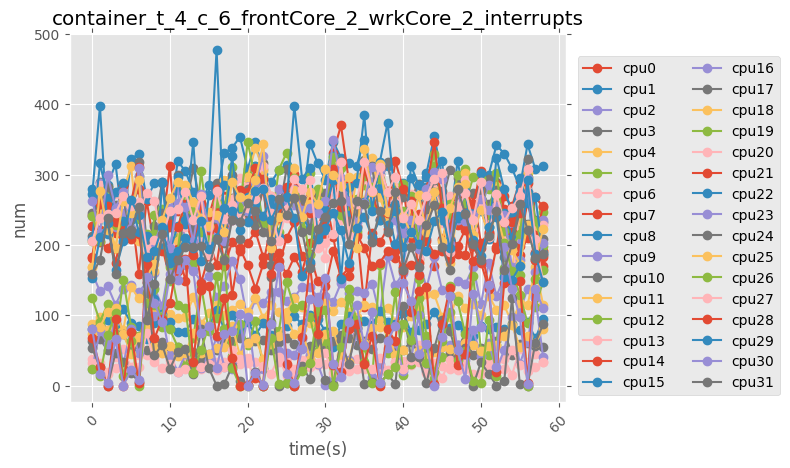 container_t_4_c_6_frontCore_2_wrkCore_2_interrupts
500
400
300
200
100
0
num
0
10
20
30
40
50
60
time(s)
cpu0
cpu1
cpu2
cpu3
cpu4
cpu5
cpu6
cpu7
cpu8
cpu9
cpu10
cpu11
cpu12
cpu13
cpu14
cpu15
cpu16
cpu17
cpu18
cpu19
cpu20
cpu21
cpu22
cpu23
cpu24
cpu25
cpu26
cpu27
cpu28
cpu29
cpu30
cpu31